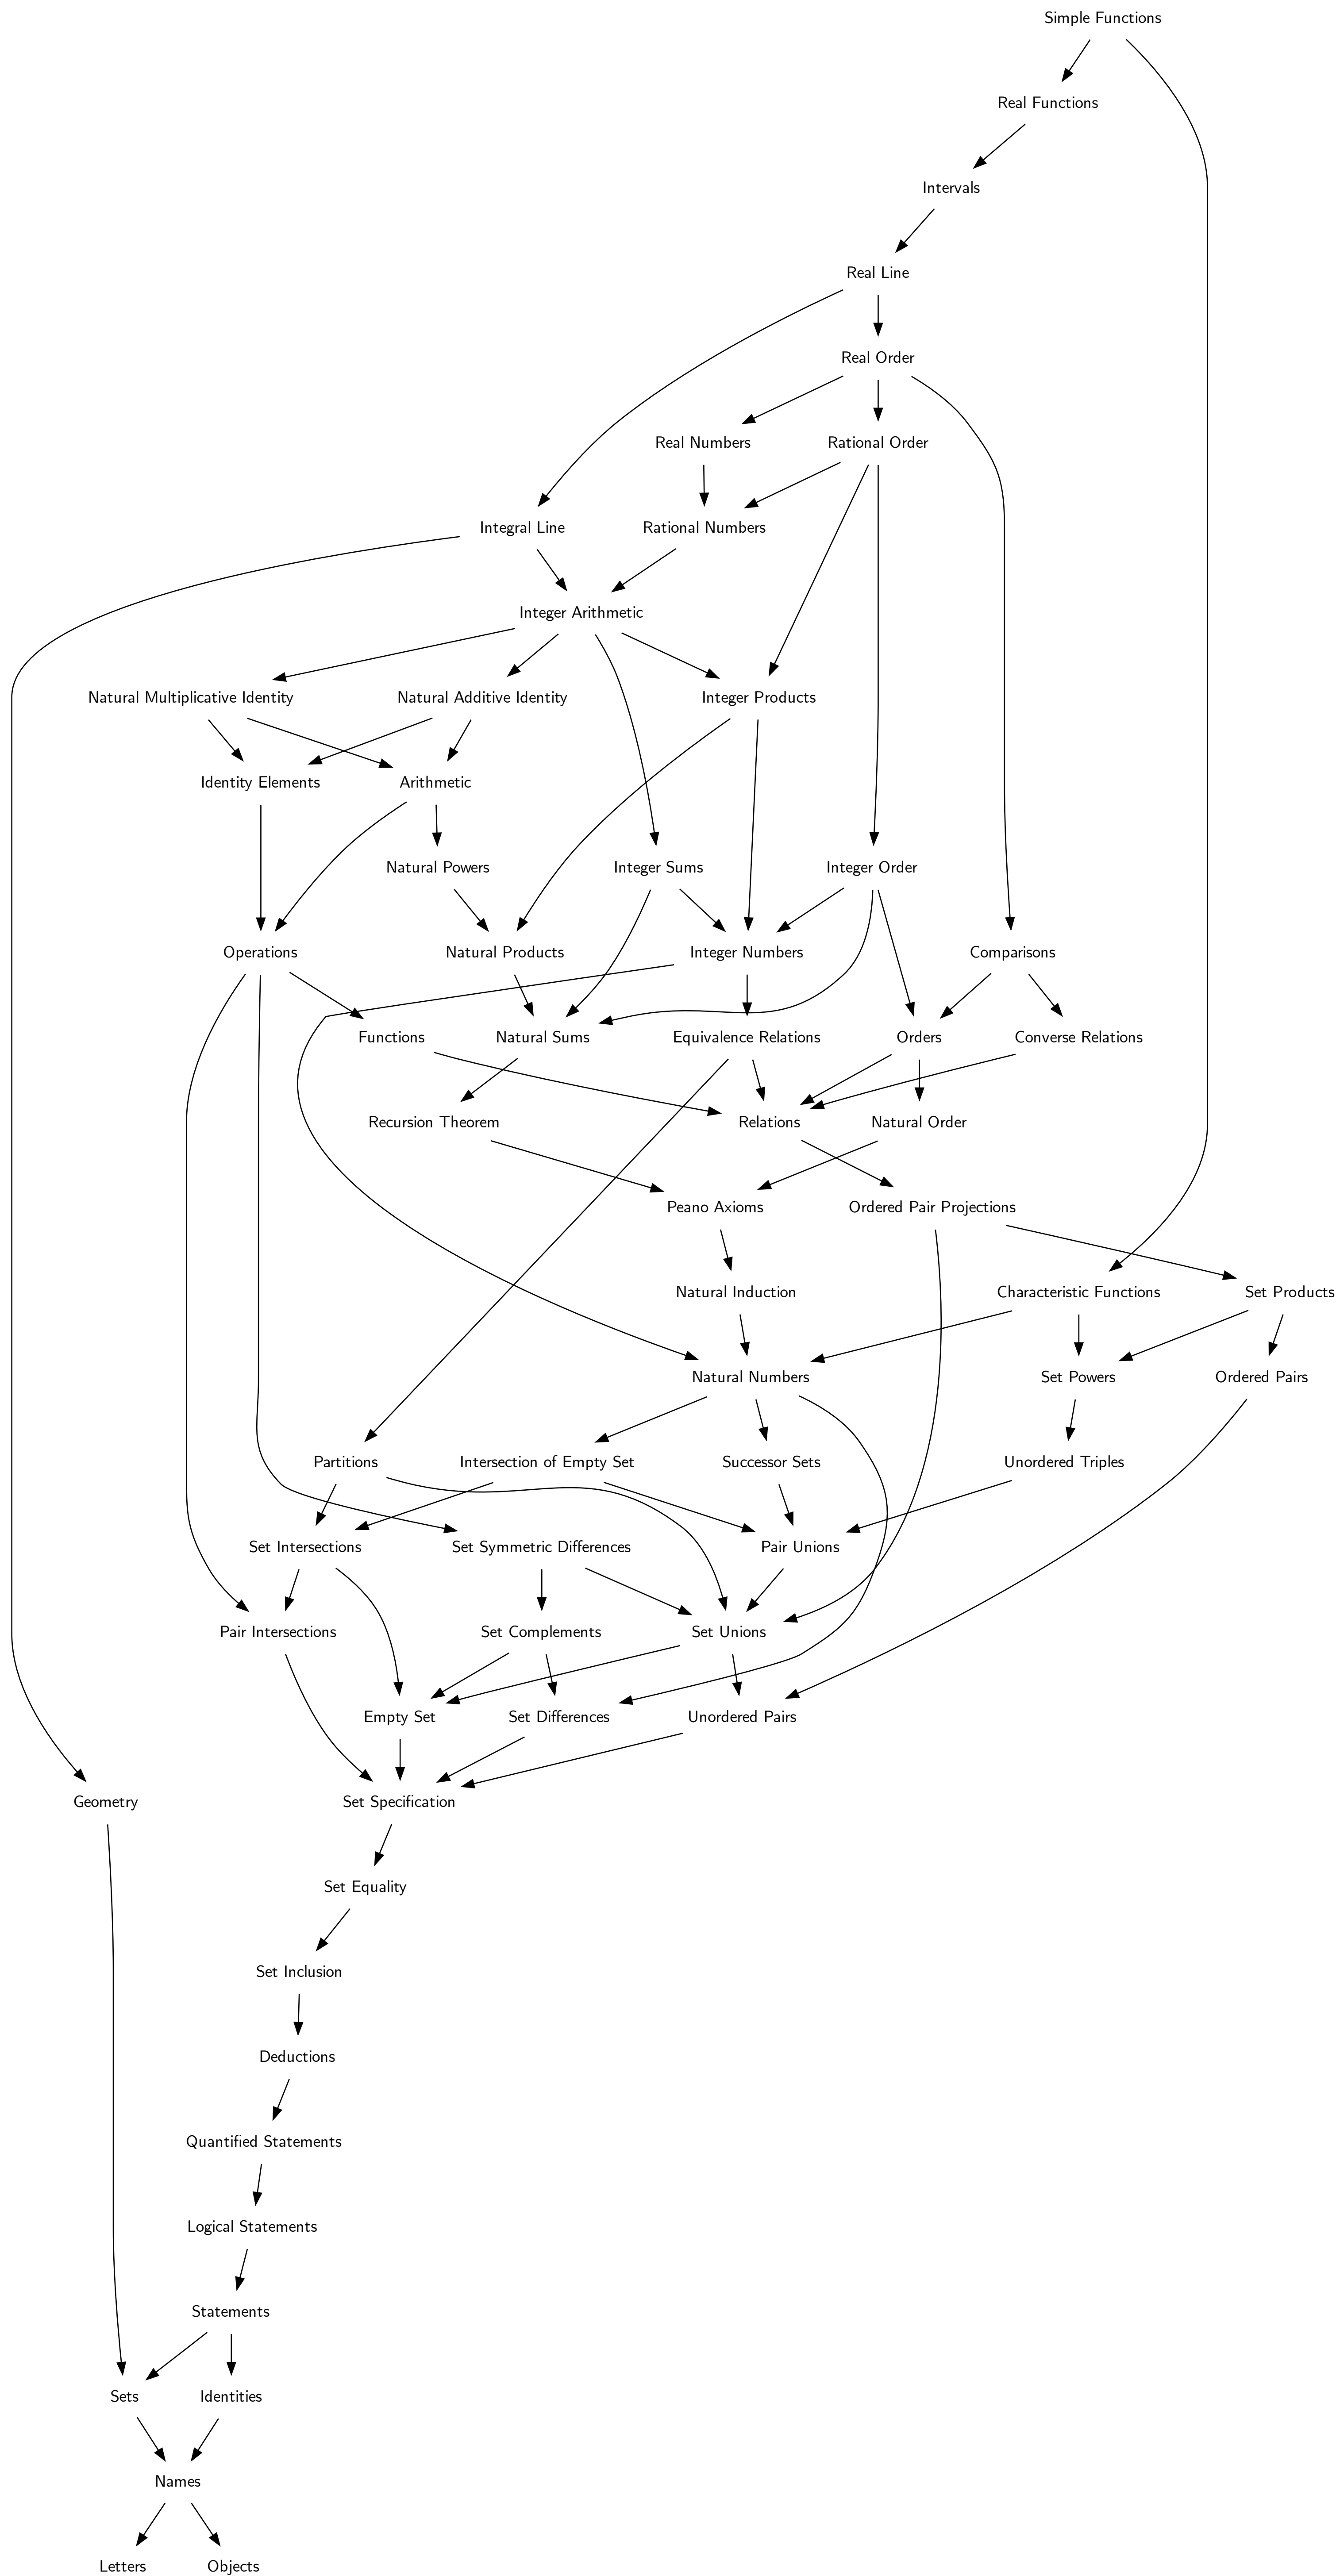 Simple Functions
Real Functions
Intervals
Real Line
Real Order
Real Numbers
Rational Order
Integral Line
Rational Numbers
Integer Arithmetic
Natural Multiplicative Identity
Natural Additive Identity
Integer Products
Identity Elements
Arithmetic
Natural Powers
Integer Sums
Integer Order
Operations
Natural Products
Integer Numbers
Comparisons
Functions
Natural Sums
Equivalence Relations
Orders
Converse Relations
Recursion Theorem
Relations
Natural Order
Peano Axioms
Ordered Pair Projections
Natural Induction
Characteristic Functions
Set Products
Natural Numbers
Set Powers
Ordered Pairs
Partitions
Intersection of Empty Set
Successor Sets
Unordered Triples
Set Intersections
Set Symmetric Differences
Pair Unions
Pair Intersections
Set Complements
Set Unions
Empty Set
Set Differences
Unordered Pairs
Geometry
Set Specification
Set Equality
Set Inclusion
Deductions
Quantified Statements
Logical Statements
Statements
Sets
Identities
Names
Letters
Objects